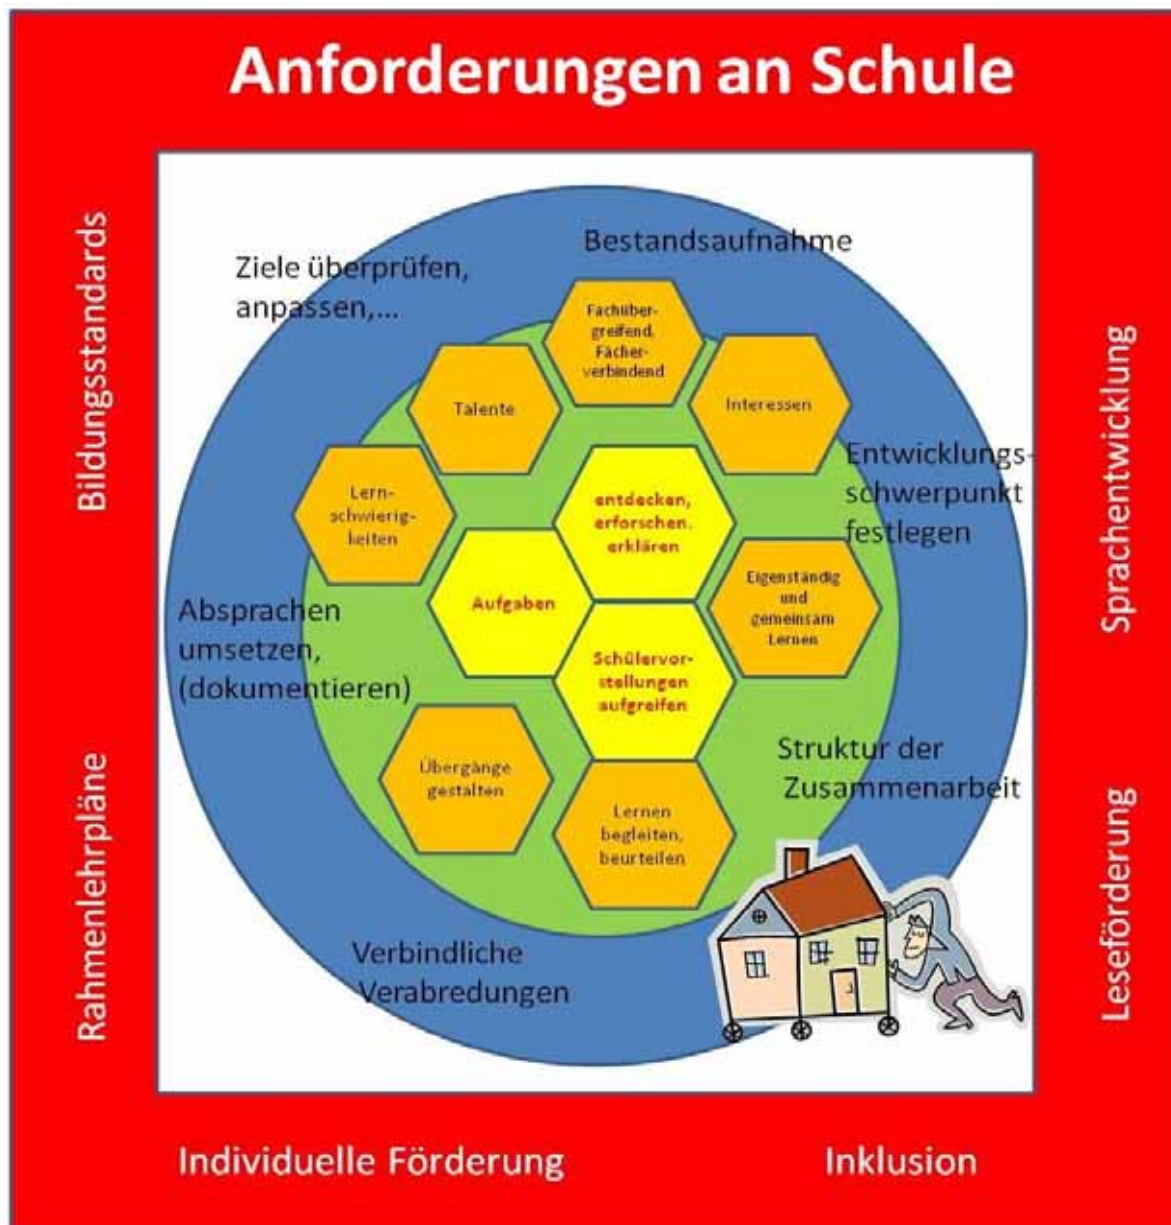 Anforderungen an Schule
Bildungsstandards
Rahmenlehrpläne
Ziele überprüfen,
anpassen,...
Bestandsaufnahme
Fachüber-
greifend,
Fächer-
verbindend
Talente
Interessen
Lern-
schwierig-
keiten
entdecken,
erforschen,
erklären
Entwicklungs-
schwerpunkt
festlegen
Aufgaben
Eigenständig
und
gemeinsam
Lernen
Absprachen
umsetzen,
(dokumentieren)
Schülervor-
stellungen
aufgreifen
Übergänge
gestalten
Lernen
begleiten,
beurteilen
Struktur der
Zusammenarbeit
Verbindliche
Verabredungen
Sprachentwicklung
Leseförderung
Individuelle Förderung
Inklusion